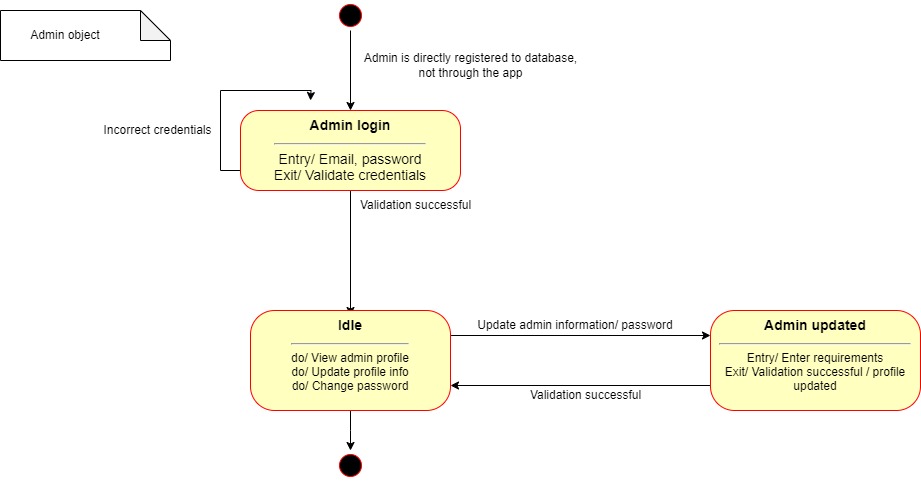 Admin object
Admin is directly registered to database,
not through the app
Incorrect credentials
Admin login
Entry/ Email, password
Exit/ Validate credentials
Validation successful
Idle
do/ View admin profile
do/ Update profile info
do/ Change password
Update admin information/ password
Validation successful
Admin updated
Entry/ Enter requirements
Exit/ Validation successful / profile
updated